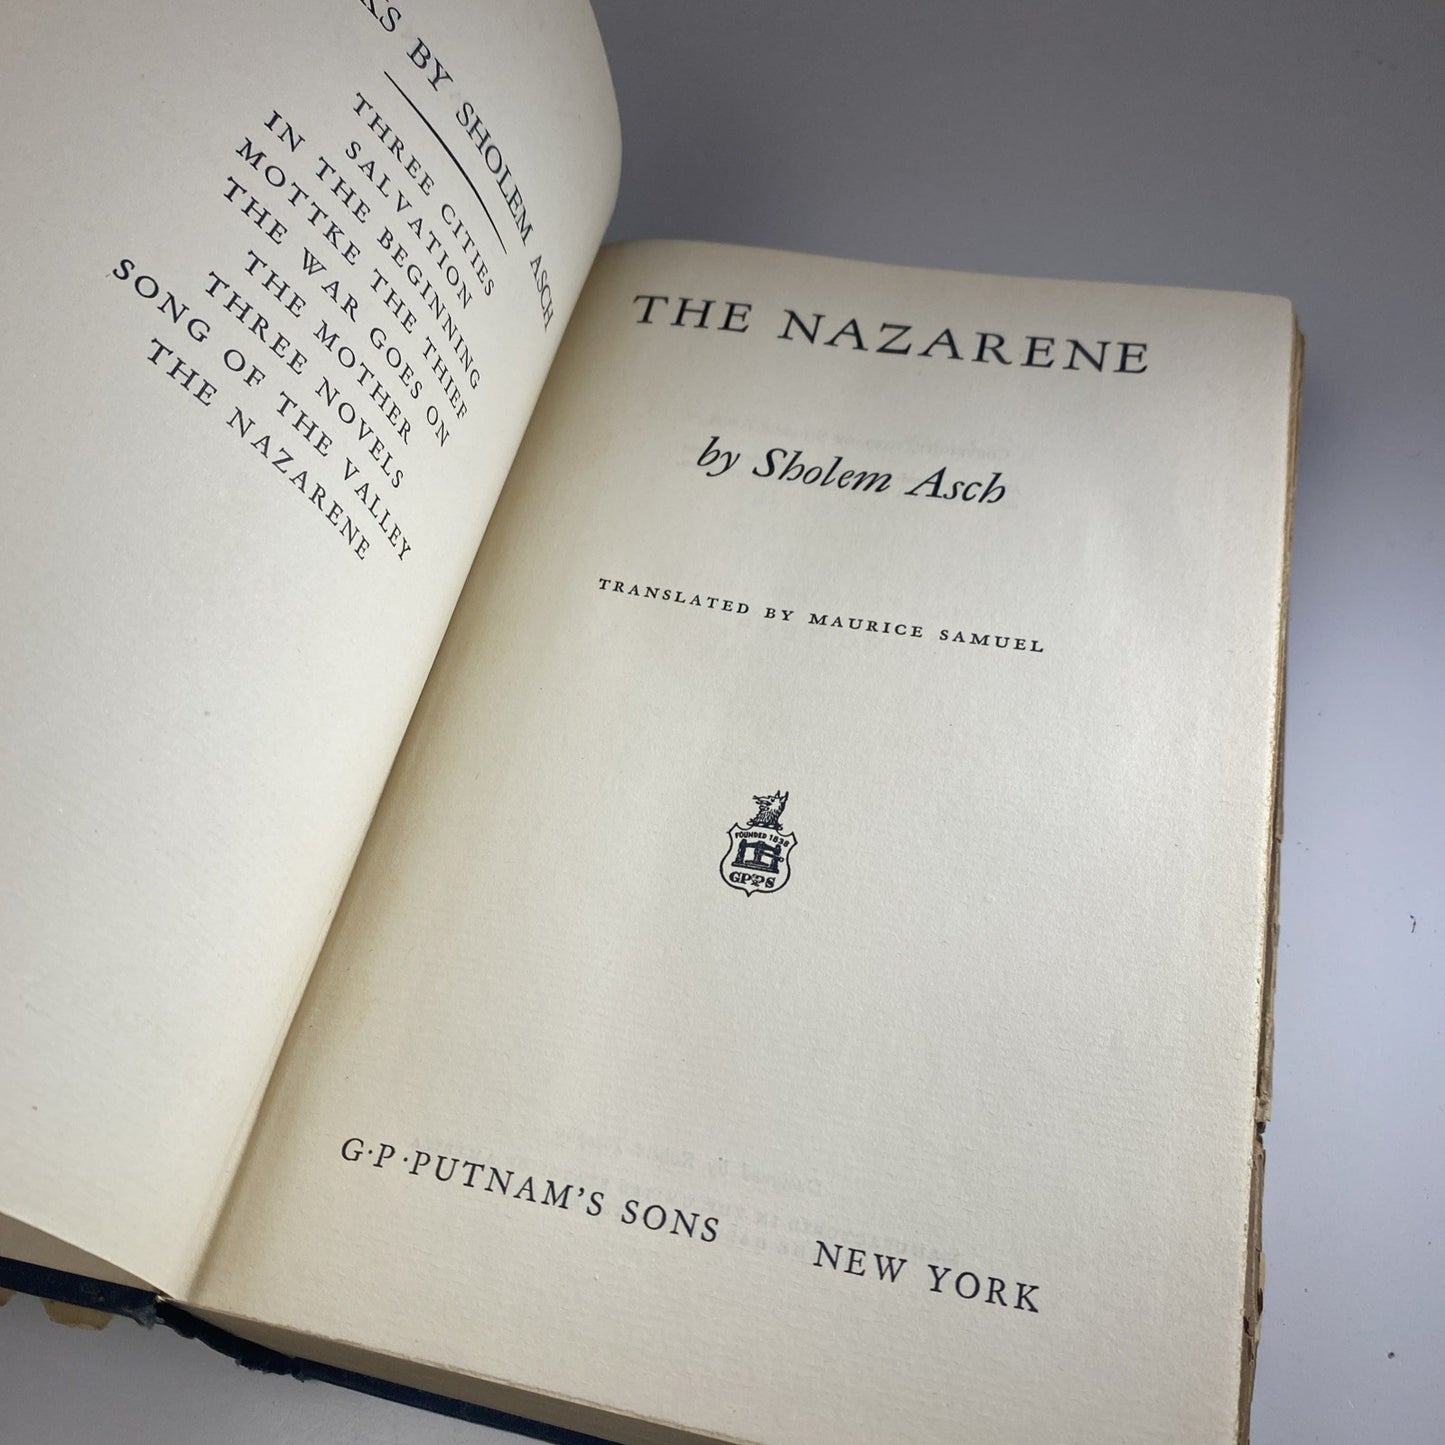 BY SHOLEM ASCH
THREE CITIES
SALVATION
IN THE BEGINNING
MOTTKE THE THIEF
THE WAR GOES ON
THE MOTHER
THREE NOVELS
SONG OF THE VALLEY
THE NAZARENE
THE NAZARENE
by Sholem Asch
TRANSLATED BY MAURICE SAMUEL
FOUNDED 1838
GPPS
G·P·PUTNAM'S SONS NEW YORK